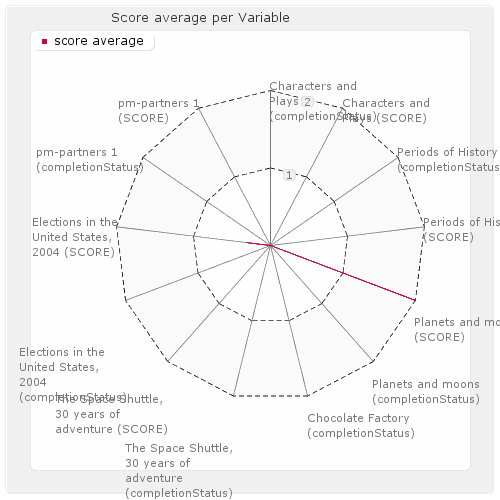 Score average per Variable
score average
Characters and
Plays
(completionStatus)
2
1
Characters and
Plays (SCORE)
Periods of History
(completionStatus
Periods of His
(SCORE)
Planets and mo
(SCORE)
Planets and moons
(completionStatus)
Chocolate Factory
(completionStatus)
The Space Shuttle,
30 years of
adventure
(completionStatus)
The Space Shuttle,
30 years of
adventure (SCORE)
Elections in the
United States,
2004
(completionStatus)
Elections in the
United States,
2004 (SCORE)
pm-partners 1
(completionStatus)
pm-partners 1
(SCORE)